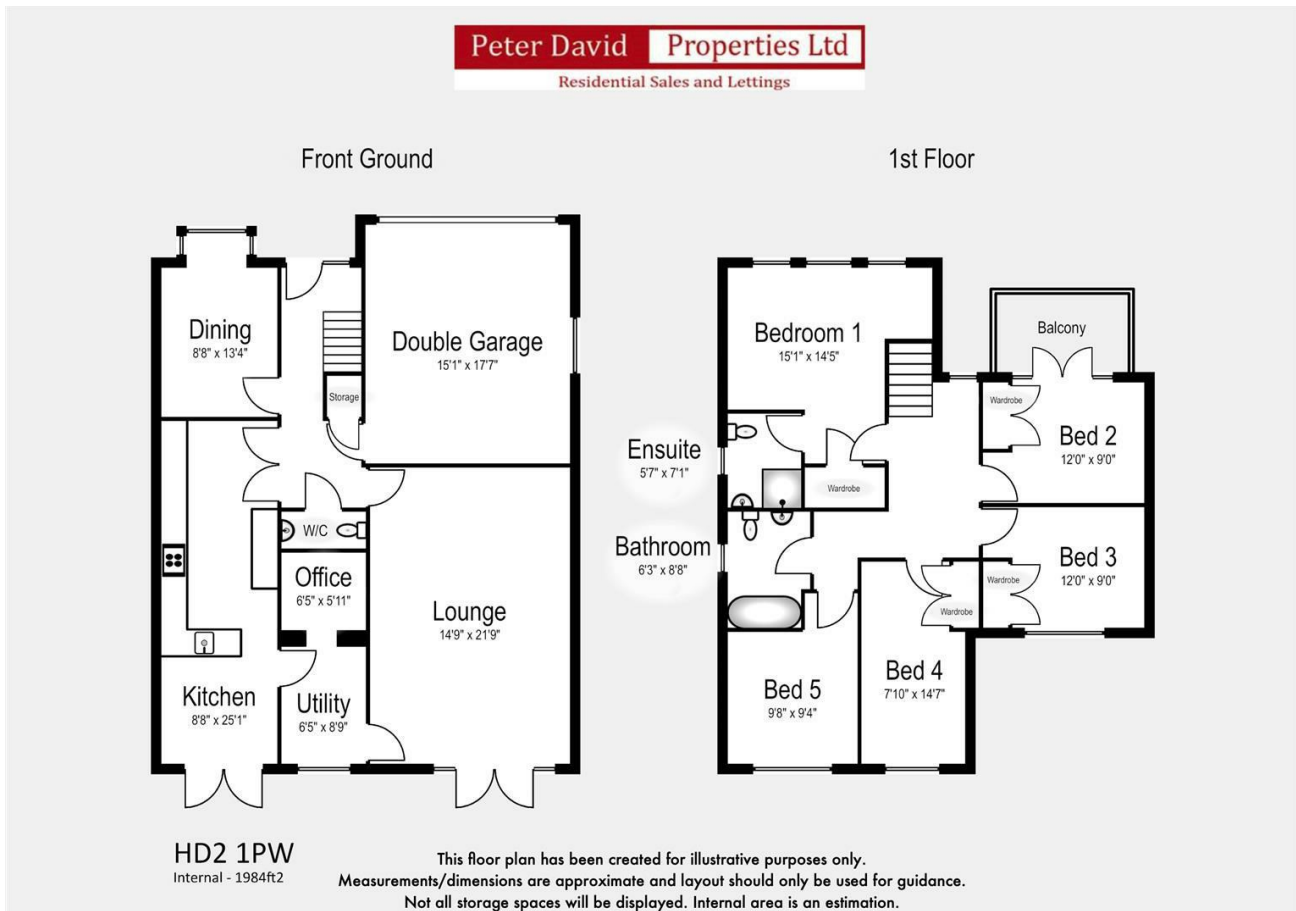 Peter David Properties Ltd
Residential Sales and Lettings
Front Ground
1st Floor
Dining
8'8" x 13'4"
Double Garage
15'1" x 17'7"
Storage
W/C
Office
6'5" x 5'11"
Lounge
14'9" x 21'9"
Kitchen
8'8" x 25'1"
Utility
6'5" x 8'9"
Bedroom 1
15'1" x 14'5"
Balcony
Wardrobe
Bed 2
12'0" x 9'0"
Ensuite
5'7" x 7'1"
Wardrobe
Bathroom
6'3" x 8'8"
Bed 3
12'0" x 9'0"
Wardrobe
Wardrobe
Bed 4
7'10" x 14'7"
Bed 5
9'8" x 9'4"
HD2 1PW
Internal - 1984ft2
This floor plan has been created for illustrative purposes only.
Measurements/dimensions are approximate and layout should only be used for guidance.
Not all storage spaces will be displayed. Internal area is an estimation.